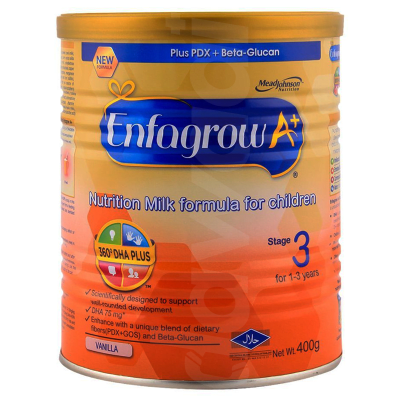 Plus PDX + Beta-Glucan
NEW
FORMULA
MeadJohnson
Nutrition
Enfagrow A+
®
Nutrition Milk formula for children
360° DHA PLUS
Stage 3
for 1-3 years
Scientifically designed to support
well-rounded development
DHA 75 mg*
Enhance with a unique blend of dietary
fibers(PDX+GOS) and Beta-Glucan
VANILLA
حلال
Net Wt. 400g